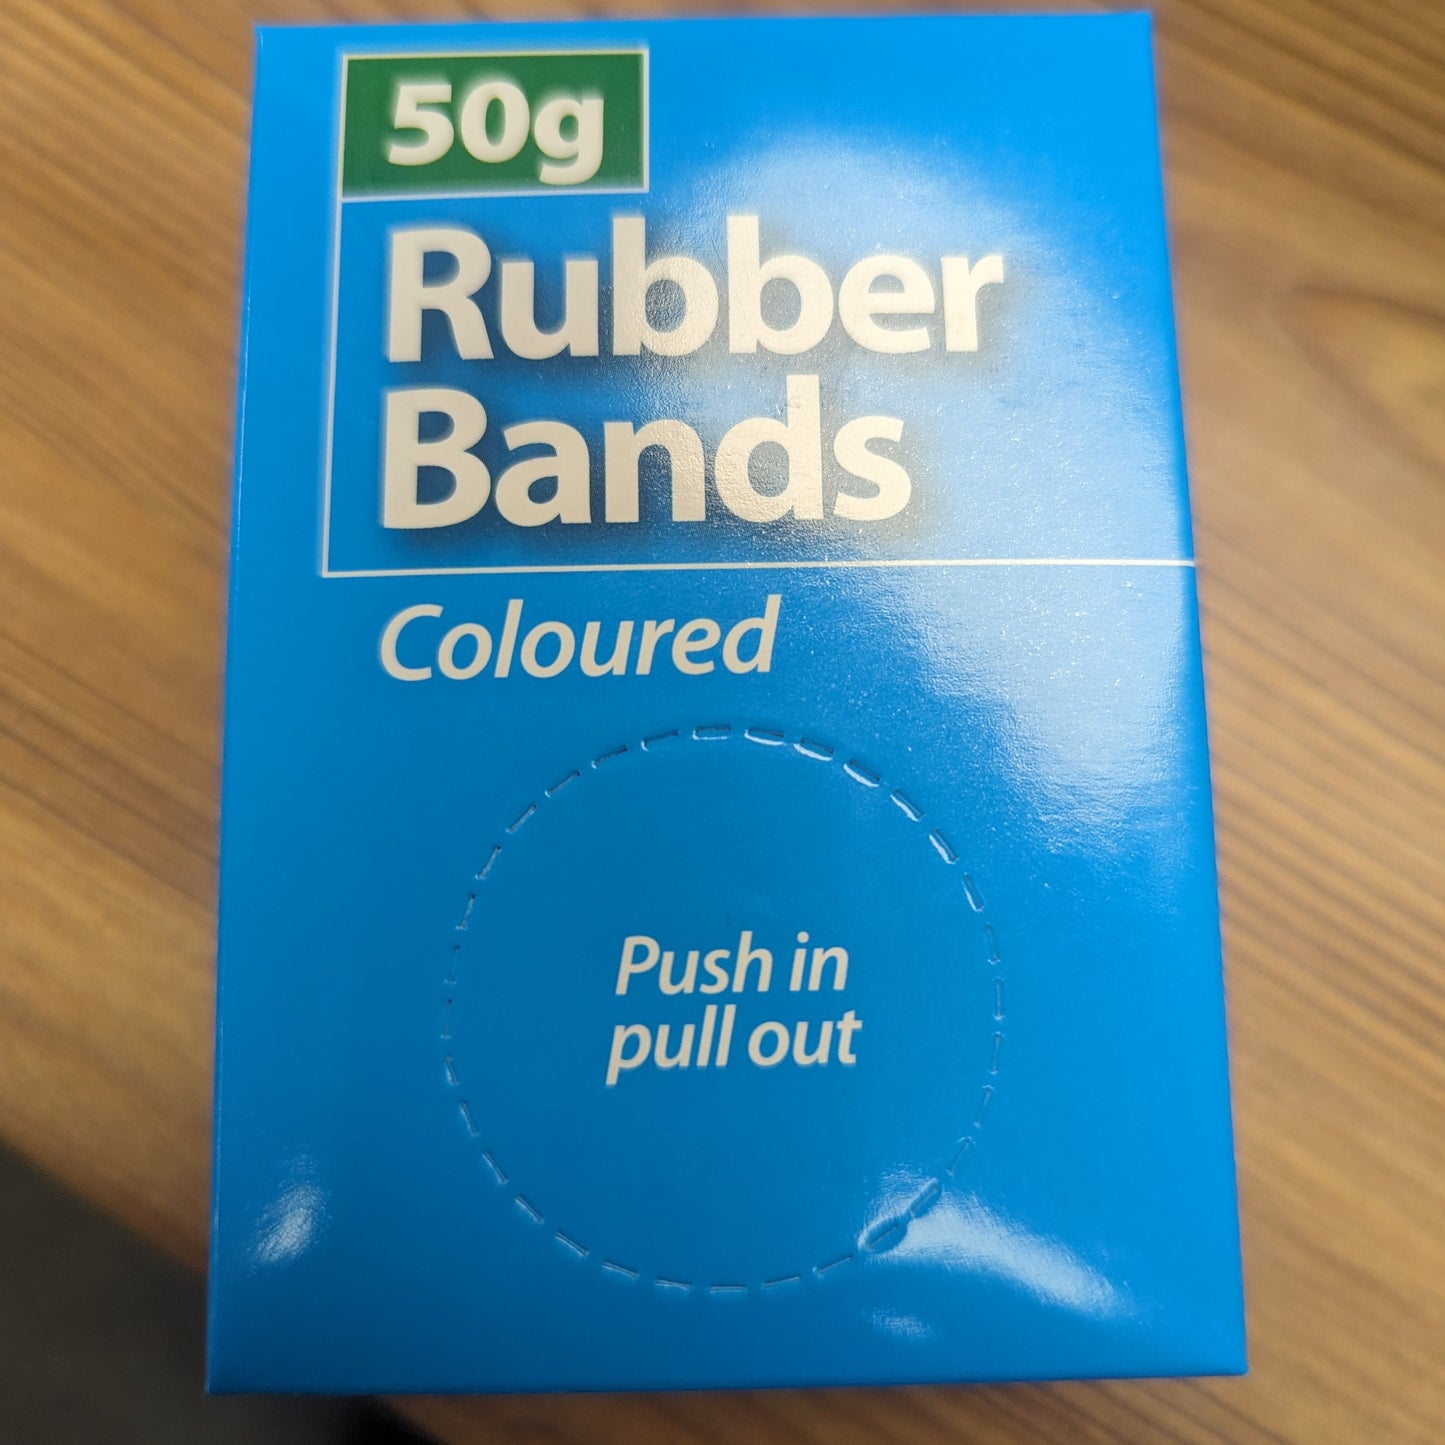 50g
Rubber
Bands
Coloured
Push in
pull out